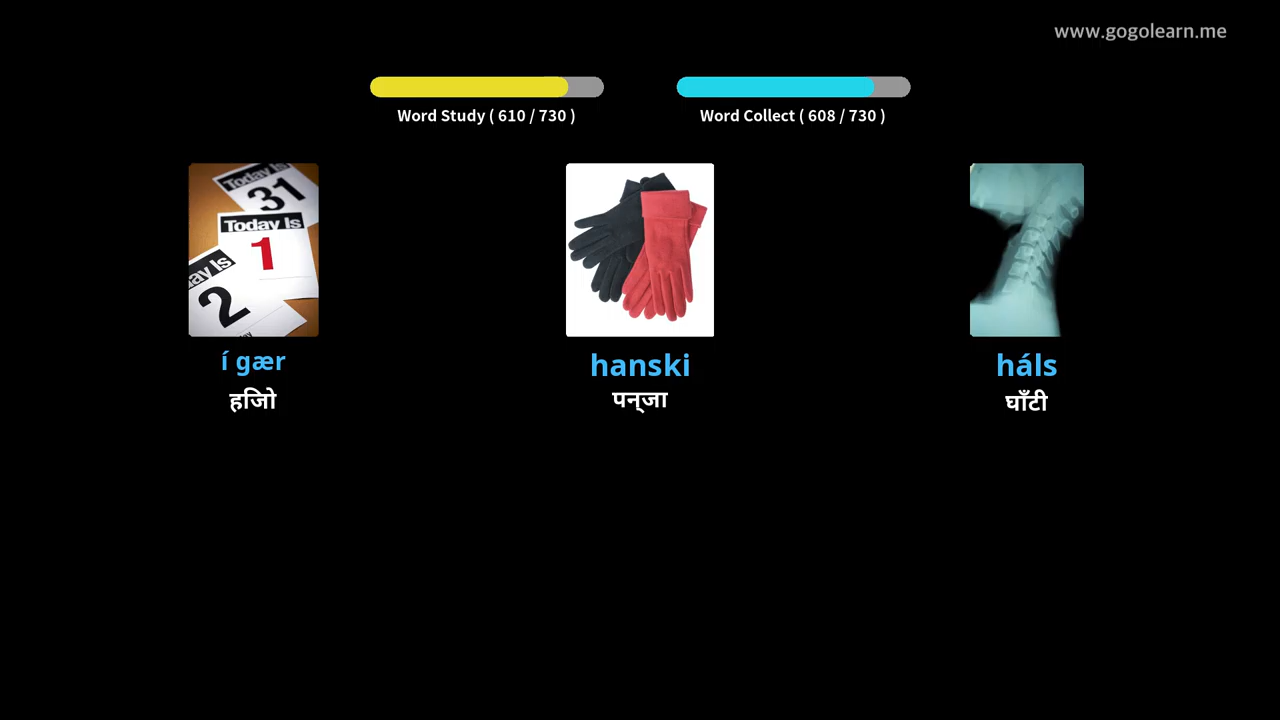 www.gogolearn.me
Word Study ( 610 / 730 )
Word Collect ( 608 / 730 )
Today Is
31
Today Is
1
ay Is
2
í gær
हिजो
hanski
पन्जा
háls
घाँटी